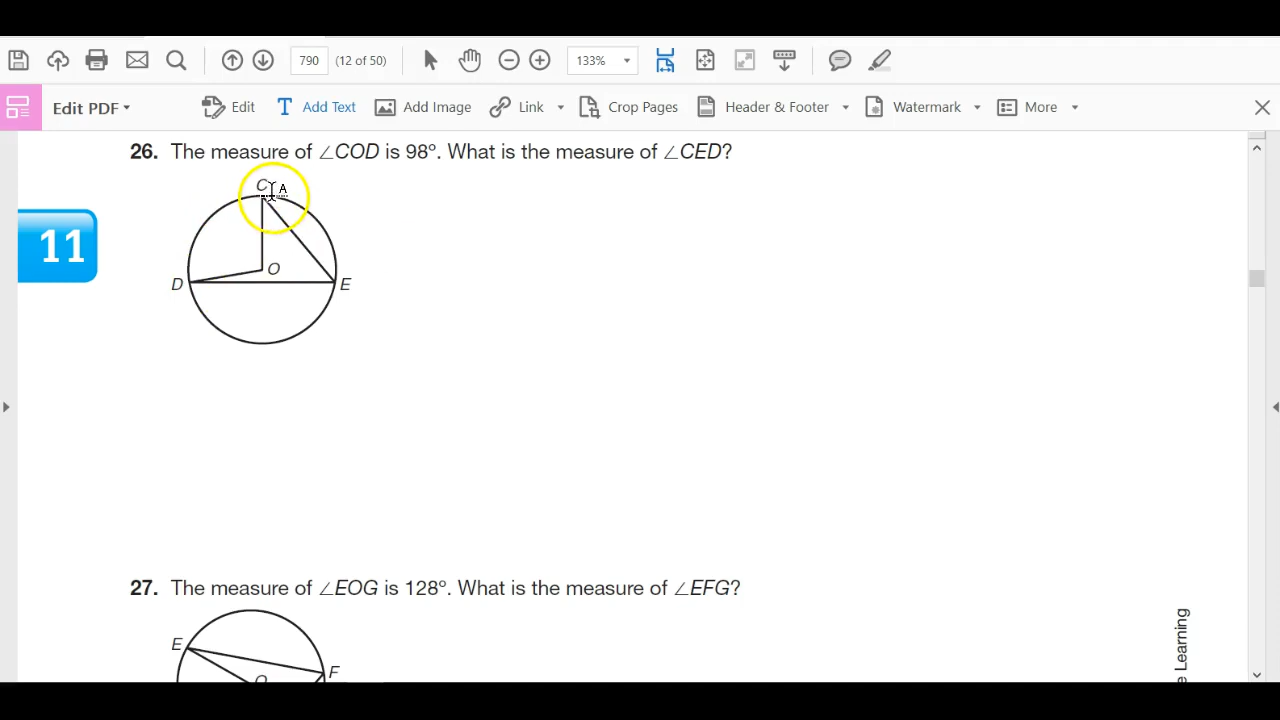 790 (12 of 50) 133%
Edit PDF Edit Add Text Add Image Link Crop Pages Header & Footer Watermark More
26. The measure of ∠COD is 98°. What is the measure of ∠CED?
C
A
11
O
D
E
27. The measure of ∠EOG is 128°. What is the measure of ∠EFG?
E
F
O
e Learning